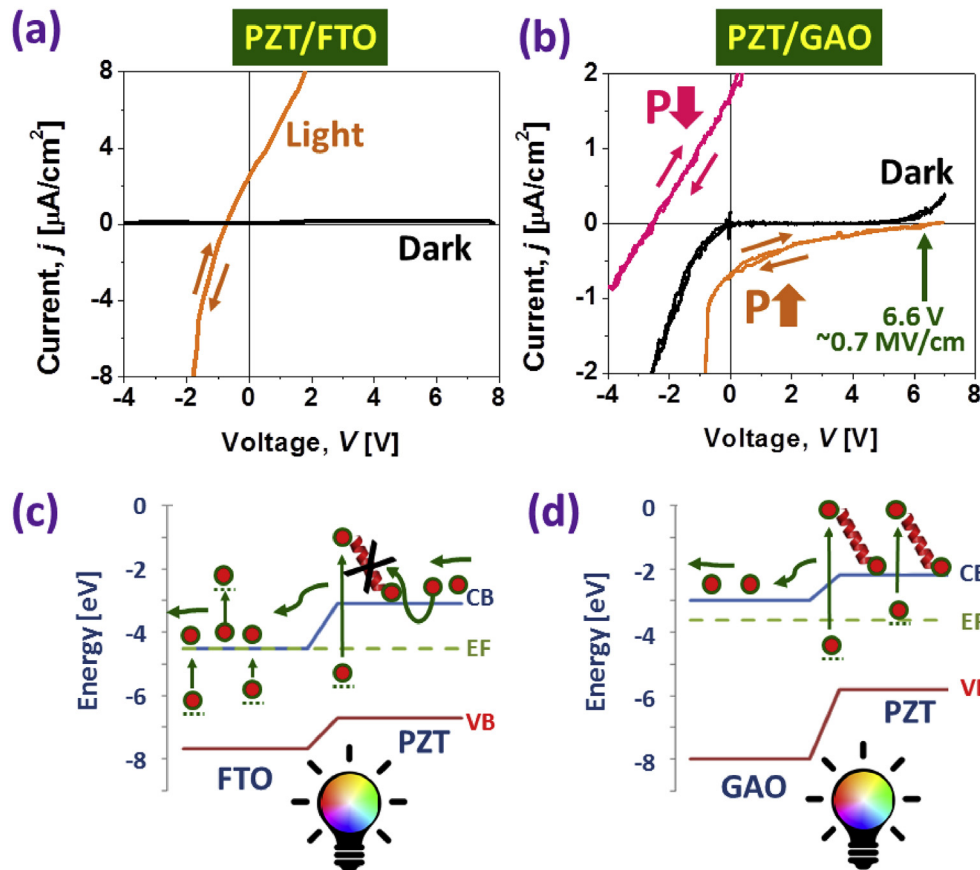 (a)
PZT/FTO
8
4
0
-4
-8
Current, j [µA/cm²]
Light
Dark
-4 -2 0 2 4 6 8
Voltage, V [V]
(b)
PZT/GAO
2
1
0
-1
-2
Current, j [µA/cm²]
P
Dark
P
6.6 V
~0.7 MV/cm
-4 -2 0 2 4 6 8
Voltage, V [V]
(c)
0
-2
-4
-6
-8
Energy [eV]
CB
EF
VB
FTO
PZT
(d)
0
-2
-4
-6
-8
Energy [eV]
PZT
GAO